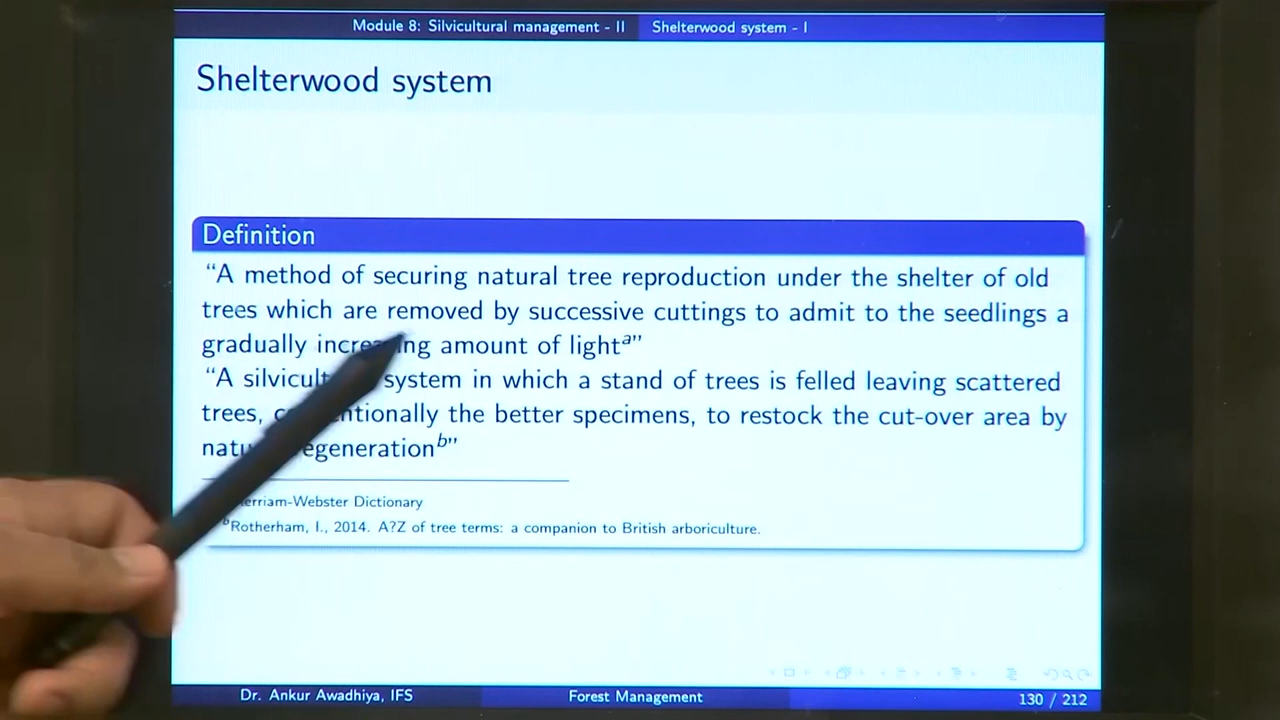 Module 8: Silvicultural management - II Shelterwood system - I
Shelterwood system
Definition
“A method of securing natural tree reproduction under the shelter of old
trees which are removed by successive cuttings to admit to the seedlings a
gradually amount of lightᵃ”
“A system in which a stand of trees is felled leaving scattered
trees, the better specimens, to restock the cut-over area by
ᵇ”
Dictionary
ᵇRotherham, I., 2014. A?Z of tree terms: a companion to British arboriculture.
Dr. Ankur Awadhiya, IFS Forest Management 130 / 212